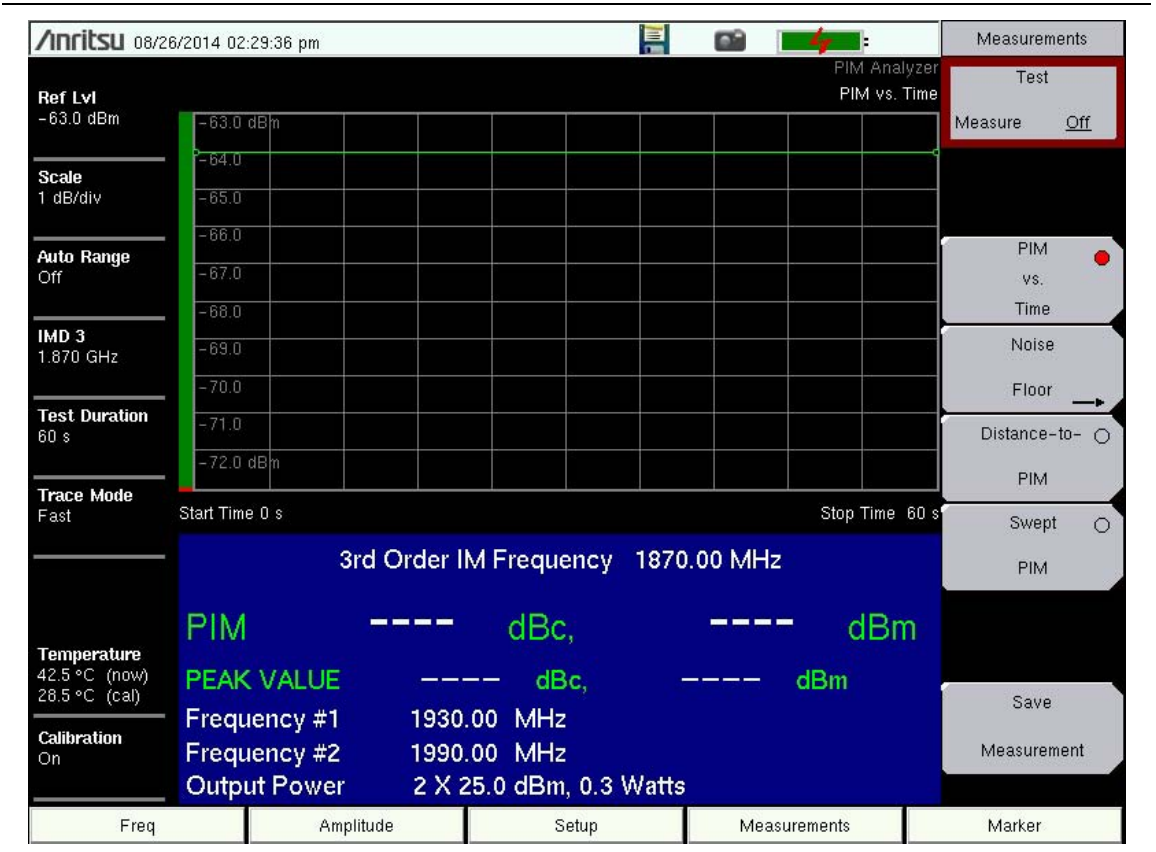 /Inritsu 08/26/2014 02:29:36 pm
Measurements
PIM Analyzer
PIM vs. Time
Ref Lvl
-63.0 dBm
Scale
1 dB/div
Auto Range
Off
IMD 3
1.870 GHz
Test Duration
60 s
Trace Mode
Fast
Temperature
42.5 °C (now)
28.5 °C (cal)
Calibration
On
-63.0 dBm
-64.0
-65.0
-66.0
-67.0
-68.0
-69.0
-70.0
-71.0
-72.0 dBm
Start Time 0 s
Stop Time 60 s
3rd Order IM Frequency 1870.00 MHz
PIM ---- dBc, ---- dBm
PEAK VALUE ---- dBc, ---- dBm
Frequency #1 1930.00 MHz
Frequency #2 1990.00 MHz
Output Power 2 X 25.0 dBm, 0.3 Watts
Test
Measure Off
PIM
vs.
Time
Noise
Floor
Distance-to-
PIM
Swept
PIM
Save
Measurement
Freq
Amplitude
Setup
Measurements
Marker